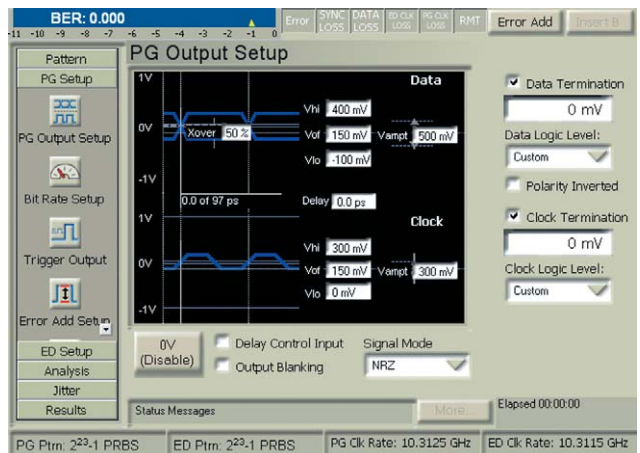 BER: 0.000
-11 -10 -9 -8 -7 -6 -5 -4 -3 -2 -1 0
Error
SYNC LOSS
DATA LOSS
ED CLK LOSS
PG CLK LOSS
RMT
Error Add
Insert B
Pattern
PG Setup
PG Output Setup
Bit Rate Setup
Trigger Output
Error Add Setup
ED Setup
Analysis
Jitter
Results
PG Output Setup
1V
Data
Vhi 400 mV
0V
Xover 50 %
Vof 150 mV Vampt 500 mV
Vlo -100 mV
-1V
0.0 of 97 ps
Delay 0.0 ps
1V
Clock
Vhi 300 mV
0V
Vof 150 mV Vampt 300 mV
Vlo 0 mV
-1V
0V
(Disable)
Delay Control Input
Output Blanking
Signal Mode
NRZ
Data Termination
0 mV
Data Logic Level:
Custom
Polarity Inverted
Clock Termination
0 mV
Clock Logic Level:
Custom
Status Messages
More...
Elapsed 00:00:00
PG Ptrn: 2²³-1 PRBS
ED Ptrn: 2²³-1 PRBS
PG Clk Rate: 10.3125 GHz
ED Clk Rate: 10.3115 GHz